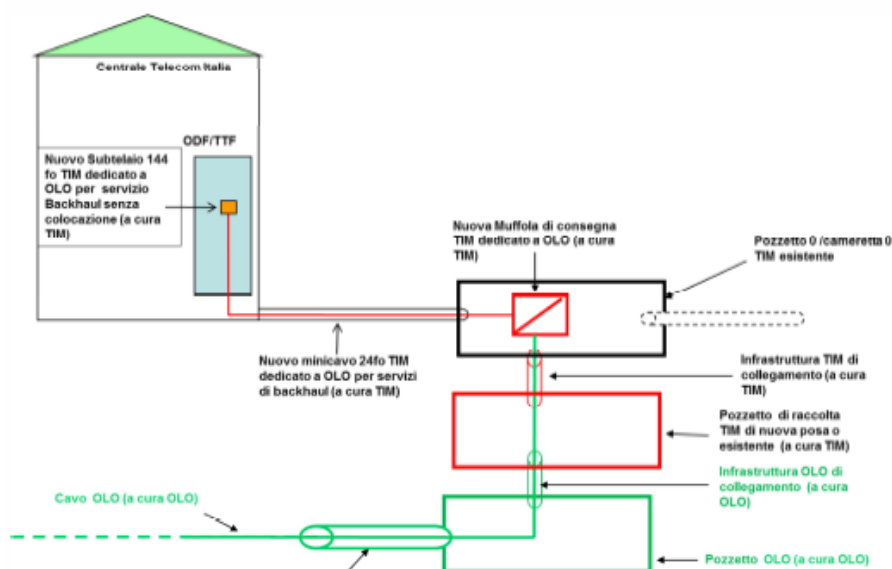 Centrale Telecom Italia
ODF/TTF
Nuovo Subtelaio 144
fo TIM dedicato a
OLO per servizio
Backhaul senza
colocazione (a cura
TIM)
Nuova Muffola di consegna
TIM dedicato a OLO (a cura
TIM)
Pozzetto 0 /cameretta 0
TIM esistente
Nuovo minicavo 24fo TIM
dedicato a OLO per servizi
di backhaul (a cura TIM)
Infrastruttura TIM di
collegamento (a cura
TIM)
Pozzetto di raccolta
TIM di nuova posa o
esistente (a cura TIM)
Infrastruttura OLO di
collegamento (a cura
OLO)
Cavo OLO (a cura OLO)
Pozzetto OLO (a cura OLO)